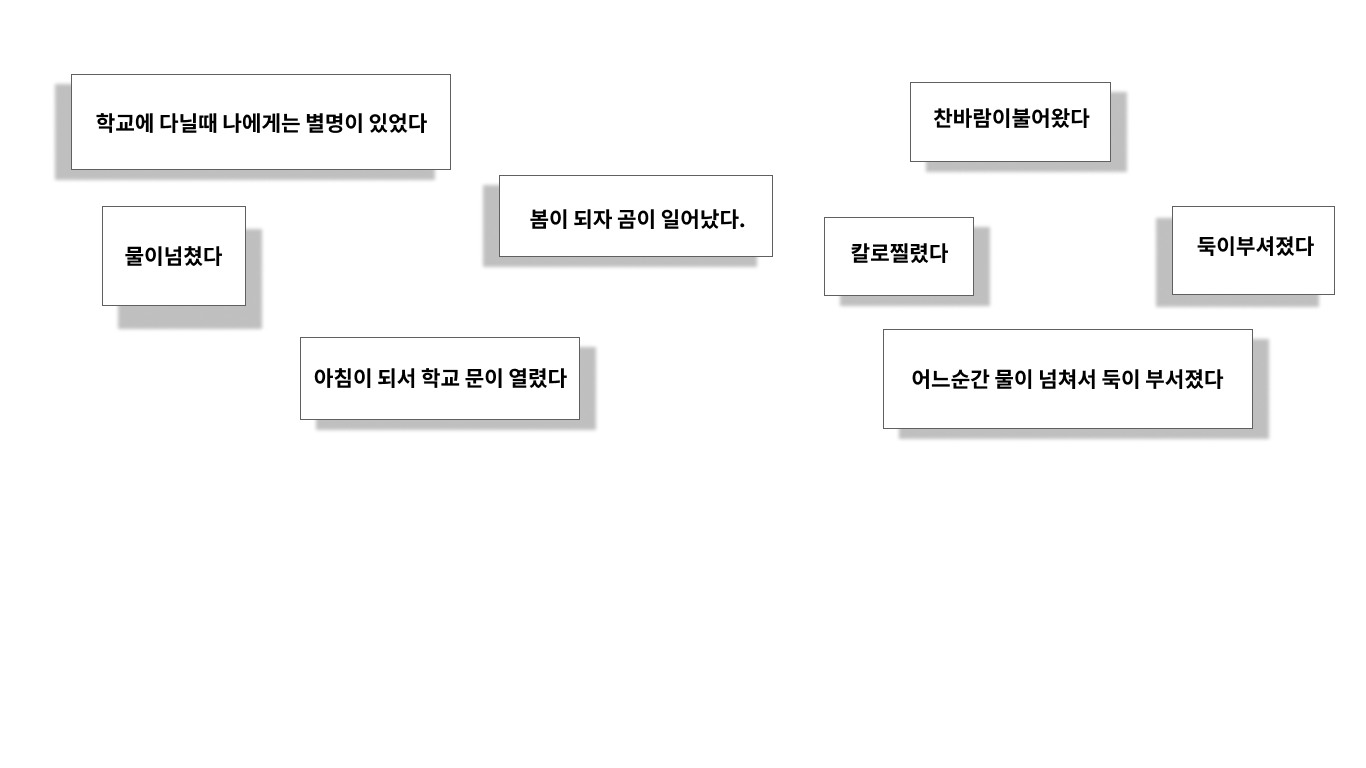 학교에 다닐때 나에게는 별명이 있었다
찬바람이불어왔다
봄이 되자 곰이 일어났다.
물이넘쳤다
칼로찔렸다
둑이부셔졌다
아침이 되서 학교 문이 열렸다
어느순간 물이 넘쳐서 둑이 부서졌다